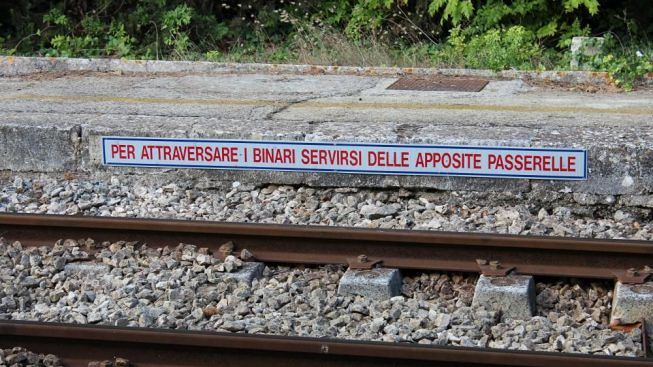 PER ATTRAVERSARE I BINARI SERVIRSI DELLE APPOSITE PASSERELLE